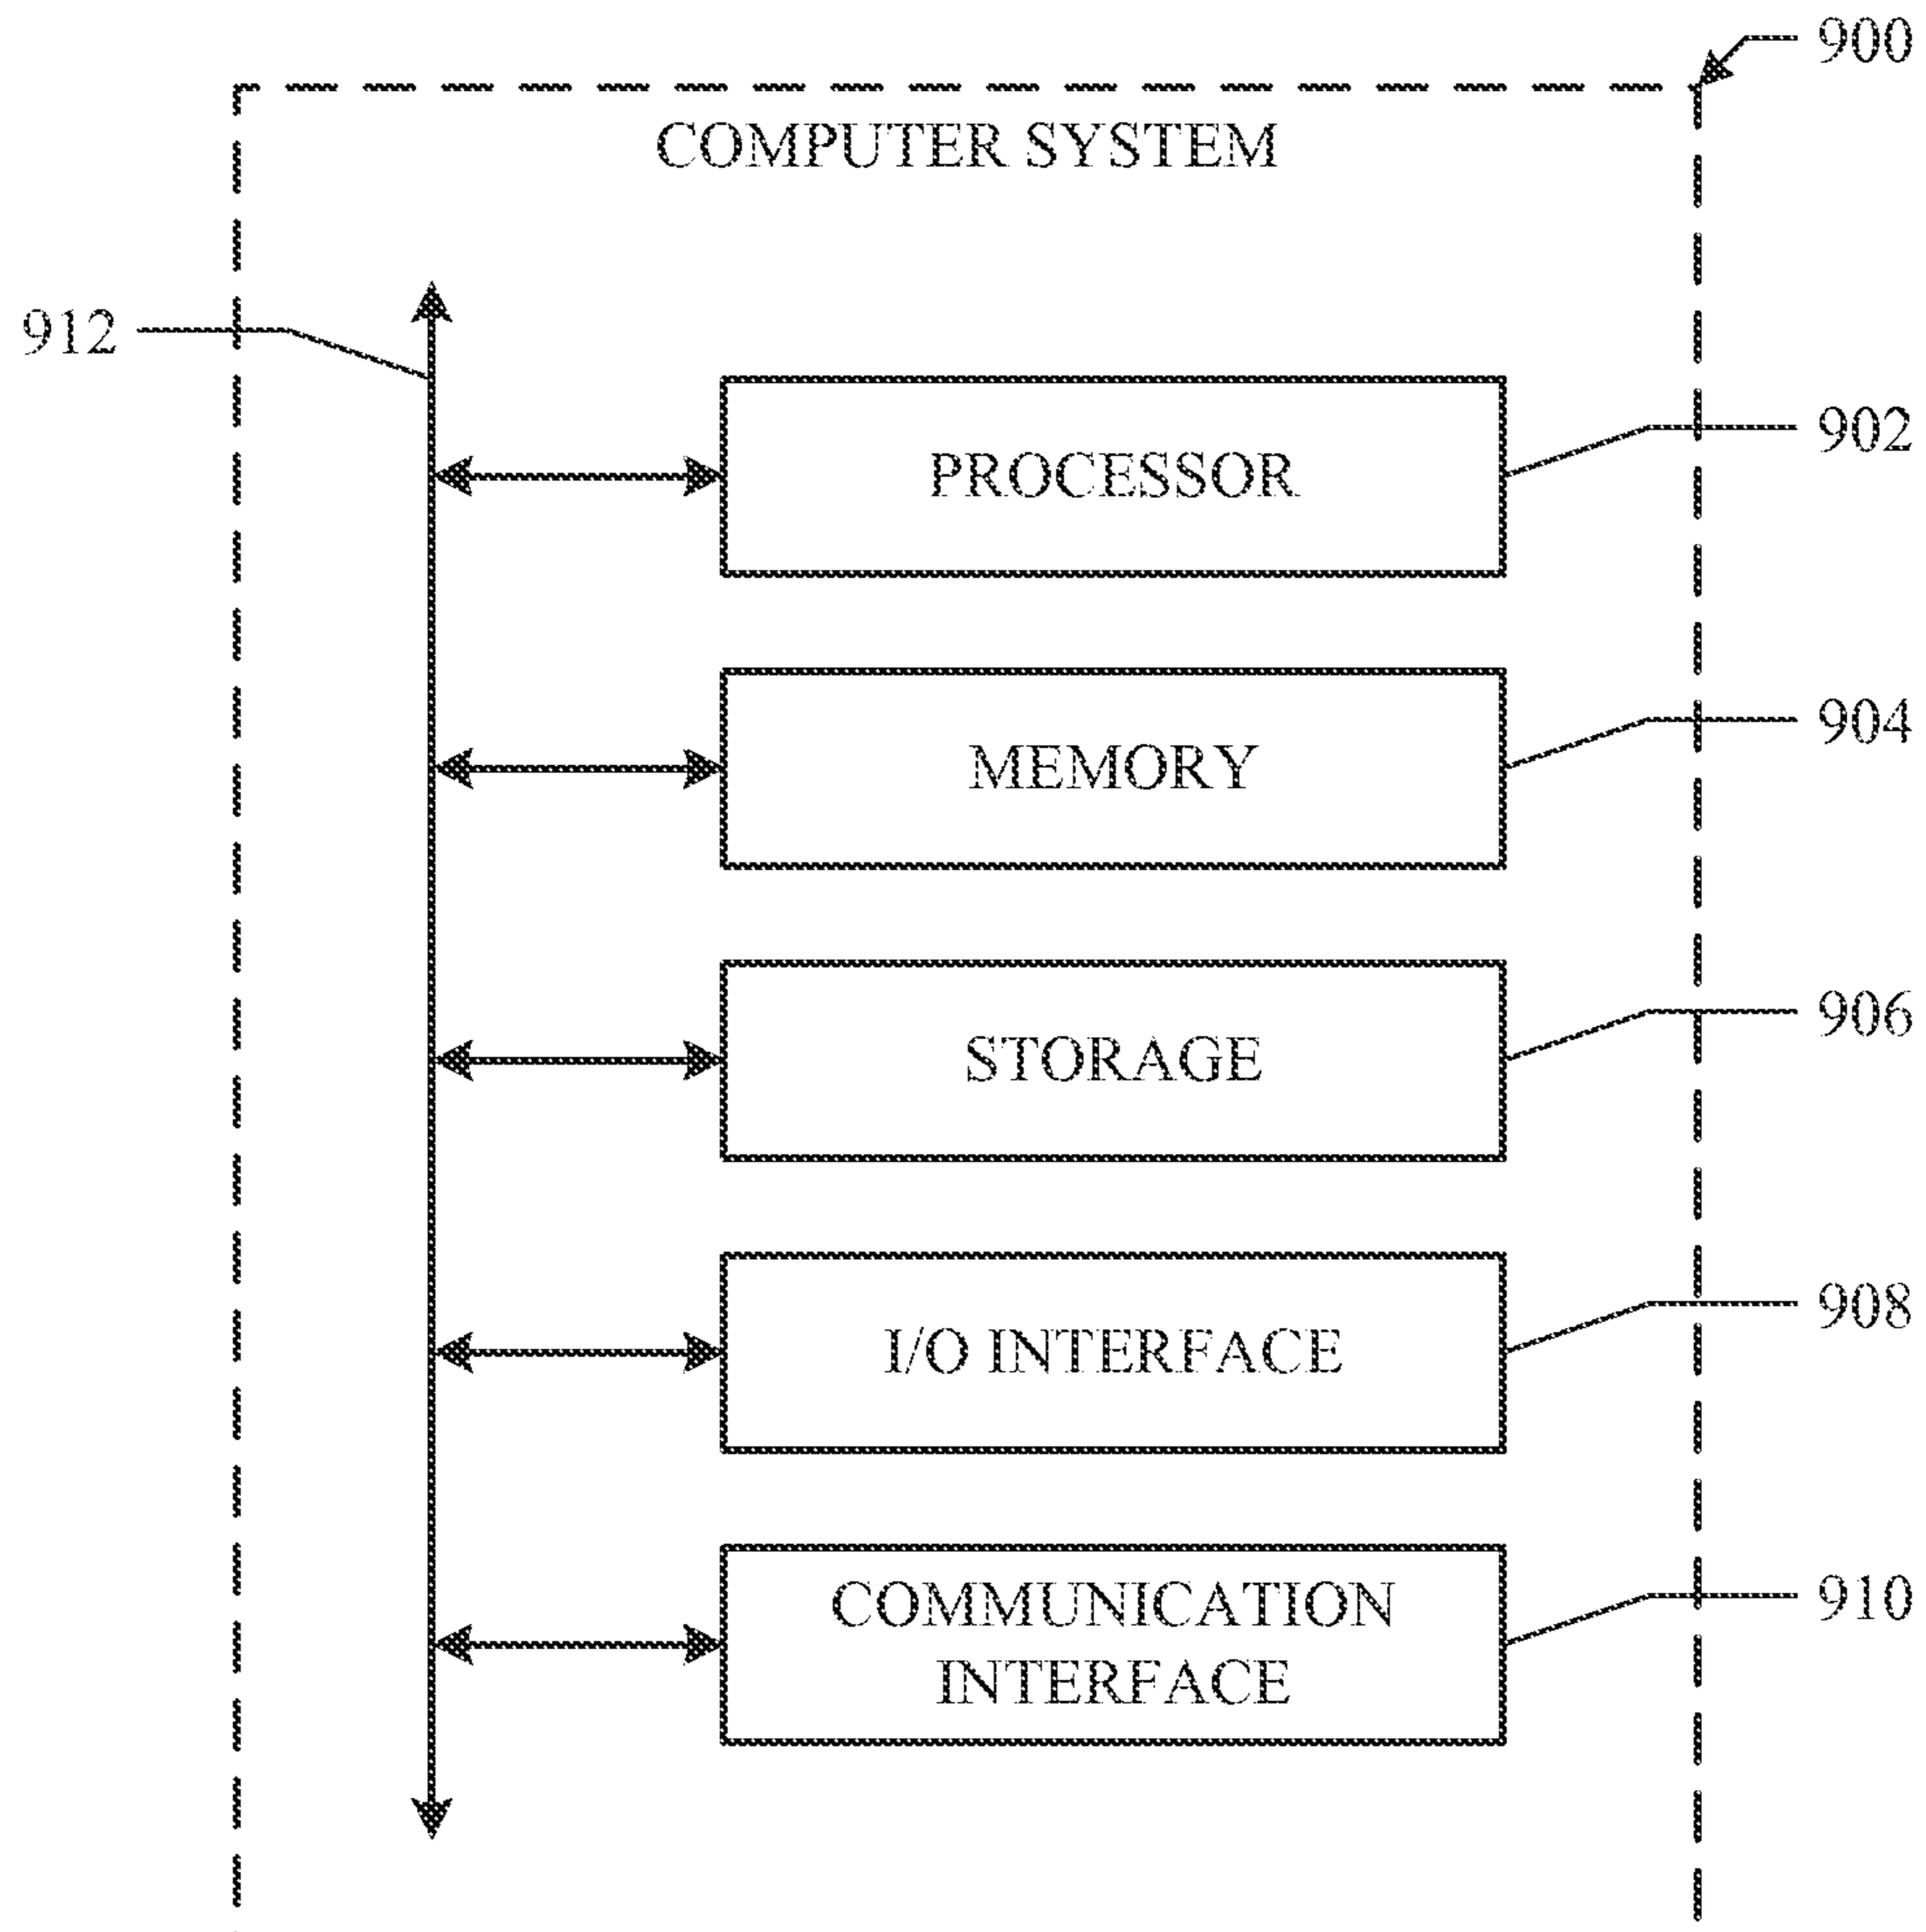 900
COMPUTER SYSTEM
912
PROCESSOR
902
MEMORY
904
STORAGE
906
I/O INTERFACE
908
COMMUNICATION
INTERFACE
910